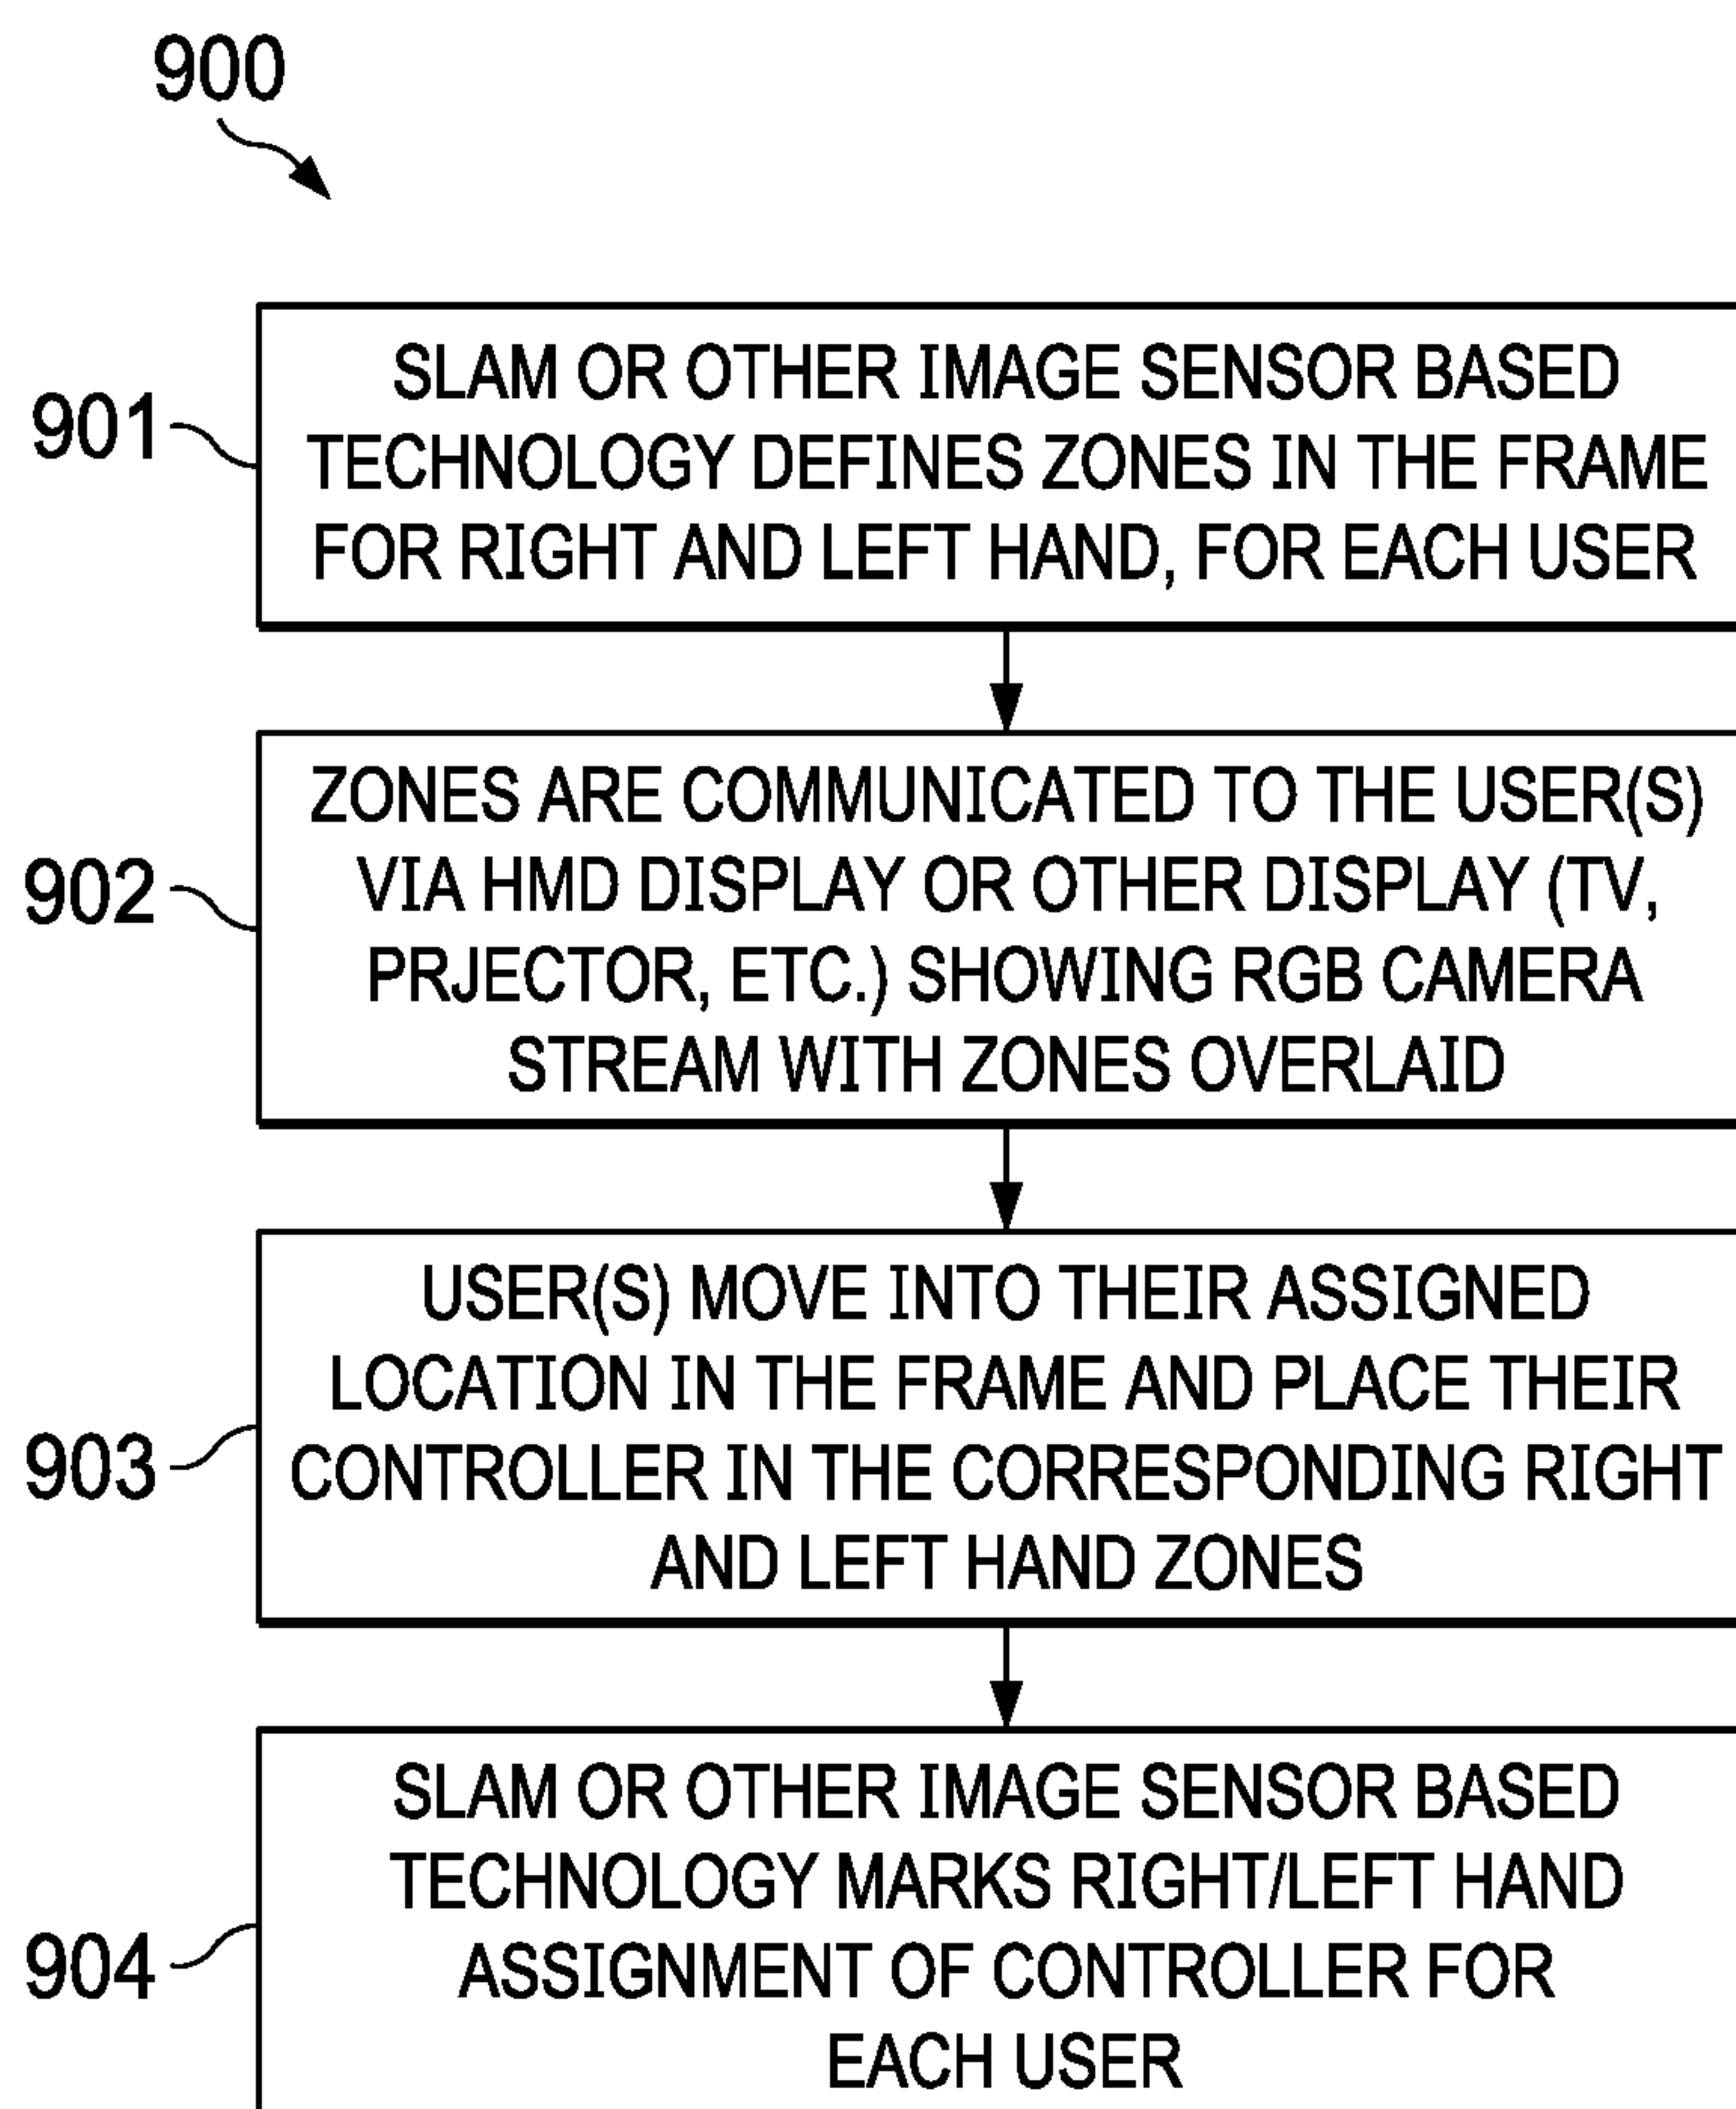 900
901
SLAM OR OTHER IMAGE SENSOR BASED
TECHNOLOGY DEFINES ZONES IN THE FRAME
FOR RIGHT AND LEFT HAND, FOR EACH USER
902
ZONES ARE COMMUNICATED TO THE USER(S)
VIA HMD DISPLAY OR OTHER DISPLAY (TV,
PRJECTOR, ETC.) SHOWING RGB CAMERA
STREAM WITH ZONES OVERLAID
903
USER(S) MOVE INTO THEIR ASSIGNED
LOCATION IN THE FRAME AND PLACE THEIR
CONTROLLER IN THE CORRESPONDING RIGHT
AND LEFT HAND ZONES
904
SLAM OR OTHER IMAGE SENSOR BASED
TECHNOLOGY MARKS RIGHT/LEFT HAND
ASSIGNMENT OF CONTROLLER FOR
EACH USER